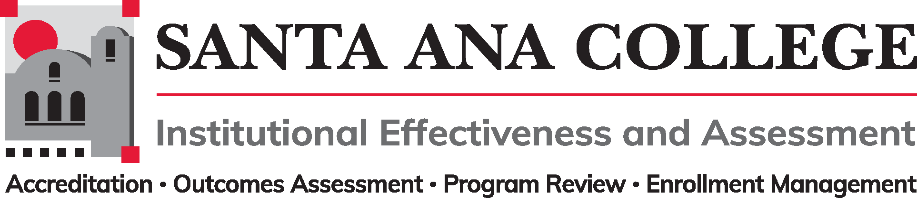 SANTA ANA COLLEGE
Institutional Effectiveness and Assessment
Accreditation • Outcomes Assessment • Program Review • Enrollment Management